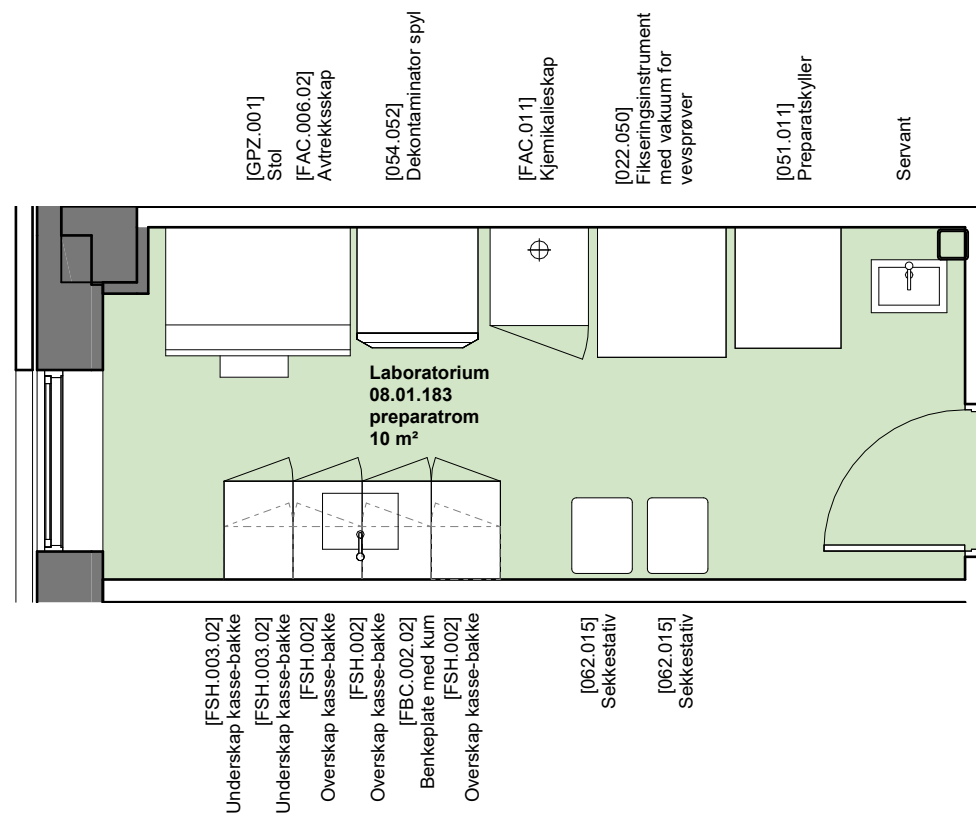 [GPZ.001]
Stol
[FAC.006.02]
Avtrekksskap
[054.052]
Dekontaminator spyl
[FAC.011]
Kjemikalieskap
[022.050]
Fikseringsinstrument
med vakuum for
vevsprøver
[051.011]
Preparatskyller
Servant
Laboratorium
08.01.183
preparatrom
10 m²
[FSH.003.02]
Underskap kasse-bakke
[FSH.003.02]
Underskap kasse-bakke
[FSH.002]
Overskap kasse-bakke
[FSH.002]
Overskap kasse-bakke
[FBC.002.02]
Benkeplate med kum
[FSH.002]
Overskap kasse-bakke
[062.015]
Sekkestativ
[062.015]
Sekkestativ